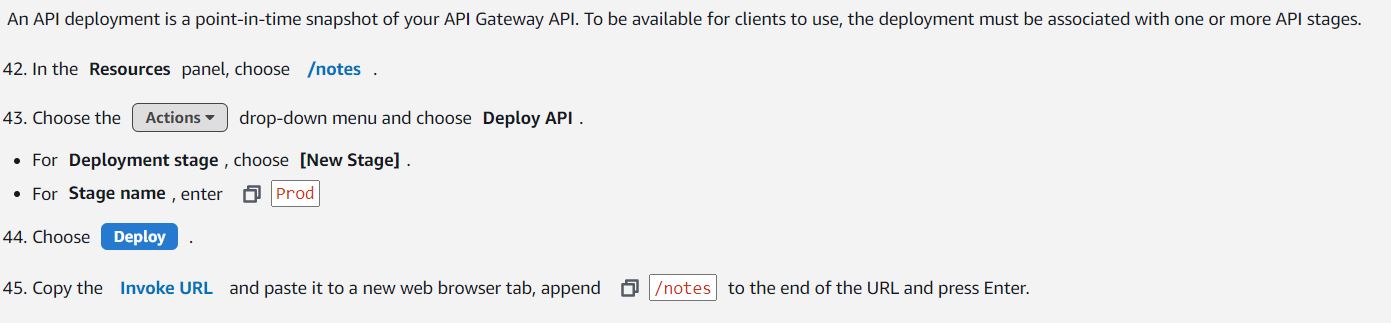 An API deployment is a point-in-time snapshot of your API Gateway API. To be available for clients to use, the deployment must be associated with one or more API stages.
42. In the Resources panel, choose /notes .
43. Choose the Actions drop-down menu and choose Deploy API .
• For Deployment stage , choose [New Stage] .
• For Stage name , enter Prod
44. Choose Deploy .
45. Copy the Invoke URL and paste it to a new web browser tab, append /notes to the end of the URL and press Enter.